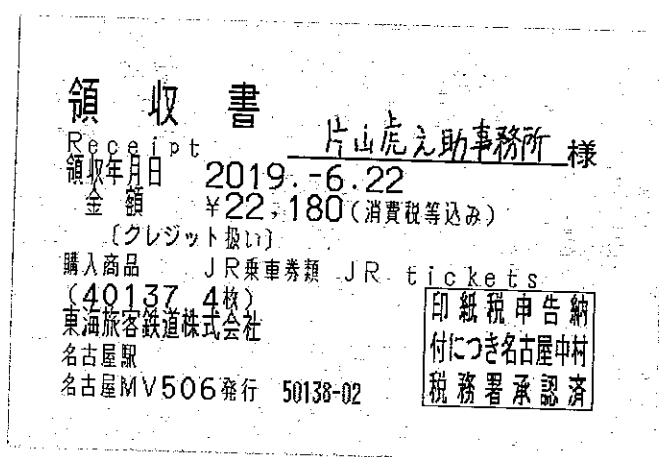 領収書
Receipt 片山虎之助事務所 様
領収年月日 2019.-6.22
金額 ¥22,180(消費税等込み)
〔クレジット扱い〕
購入商品 JR乗車券類 JR tickets
(40137 4枚)
東海旅客鉄道株式会社
名古屋駅
名古屋MV506発行 50138-02
印紙税申告納
付につき名古屋中村
税務署承認済